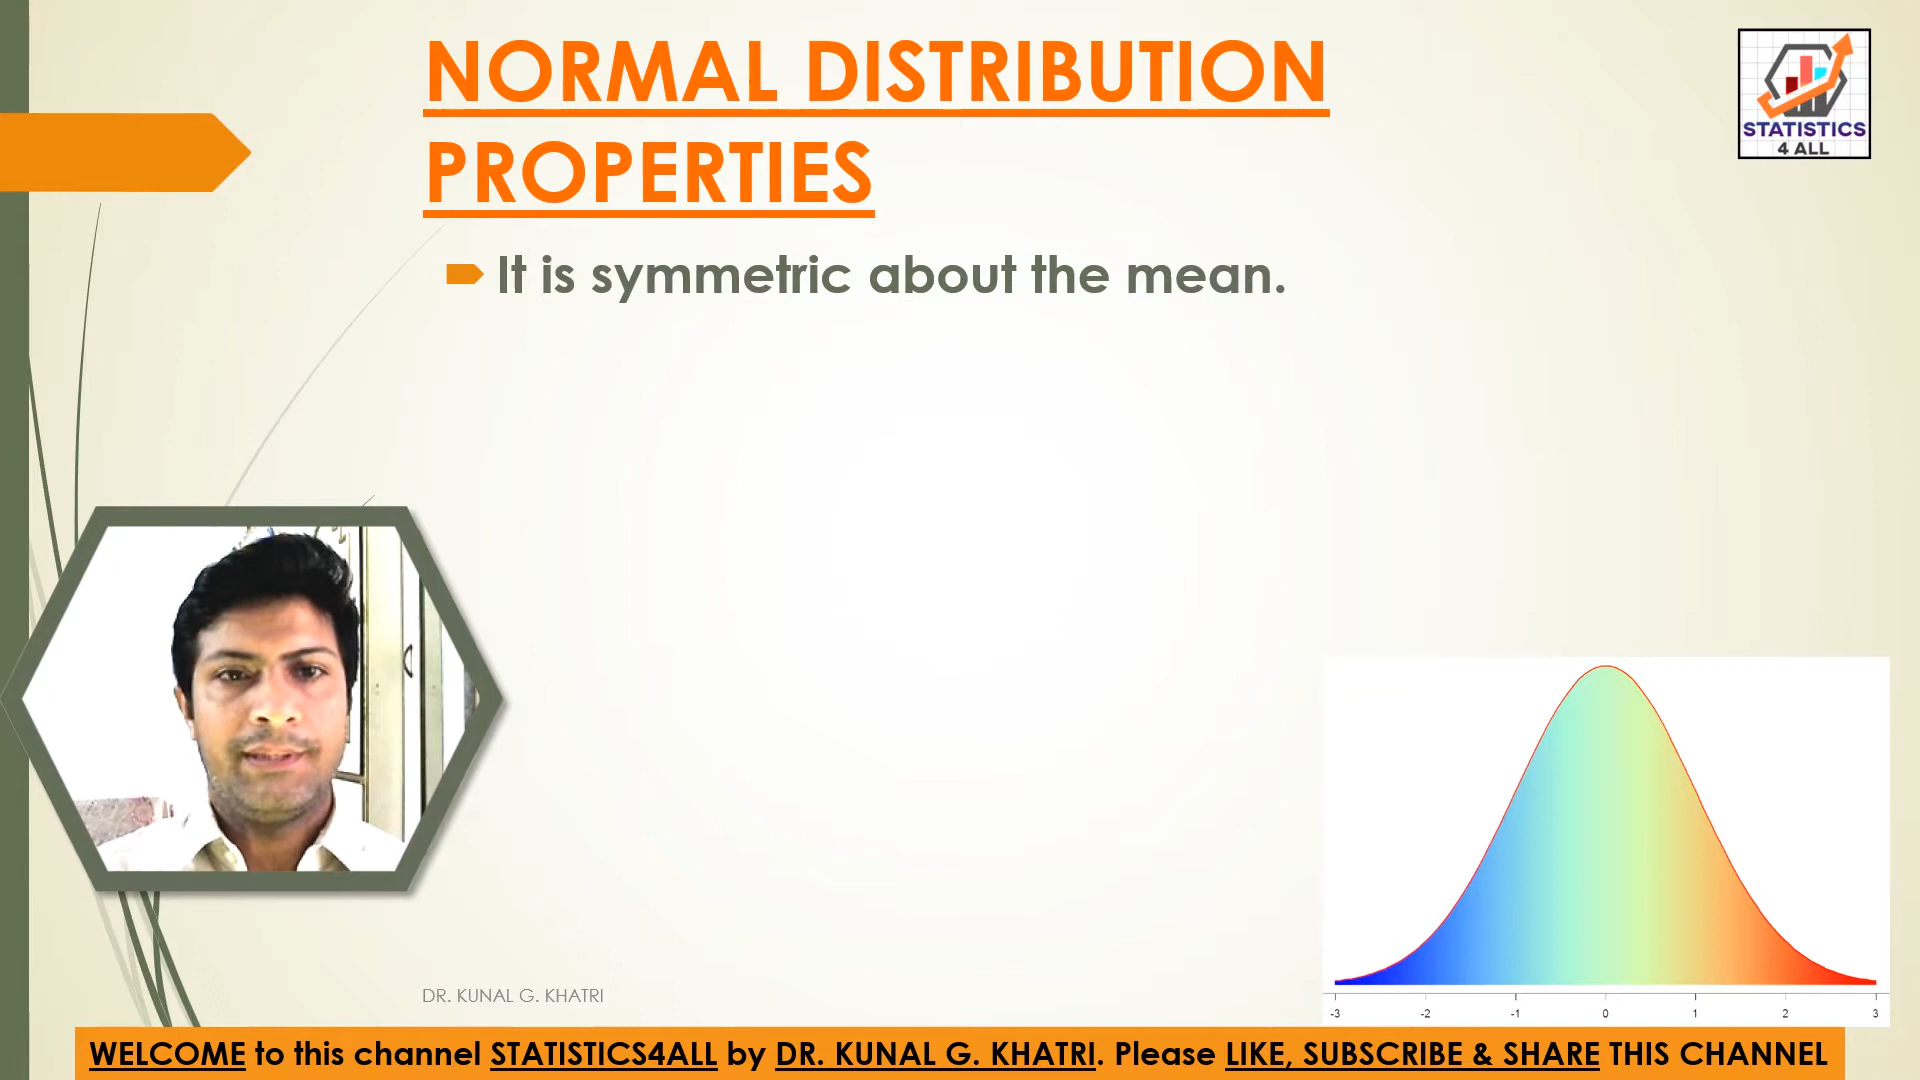 NORMAL DISTRIBUTION
PROPERTIES
STATISTICS
4 ALL
It is symmetric about the mean.
DR. KUNAL G. KHATRI
-3 -2 -1 0 1 2 3
WELCOME to this channel STATISTICS4ALL by DR. KUNAL G. KHATRI. Please LIKE, SUBSCRIBE & SHARE THIS CHANNEL